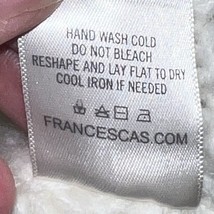 HAND WASH COLD
DO NOT BLEACH
RESHAPE AND LAY FLAT TO DRY
COOL IRON IF NEEDED
FRANCESCAS.COM